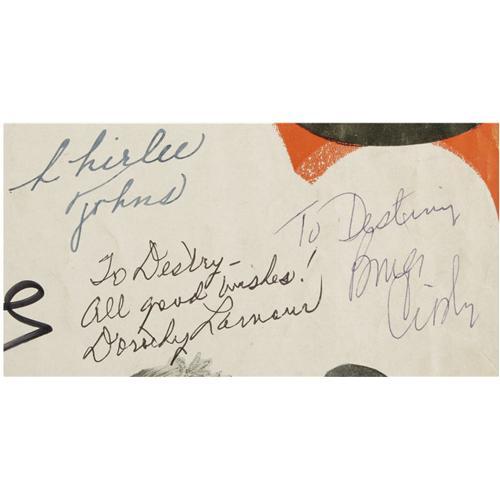 Shirlee
Johns
To Destry-
All good wishes!
Dorothy Lamour
To Destiny
Bing
Crosby